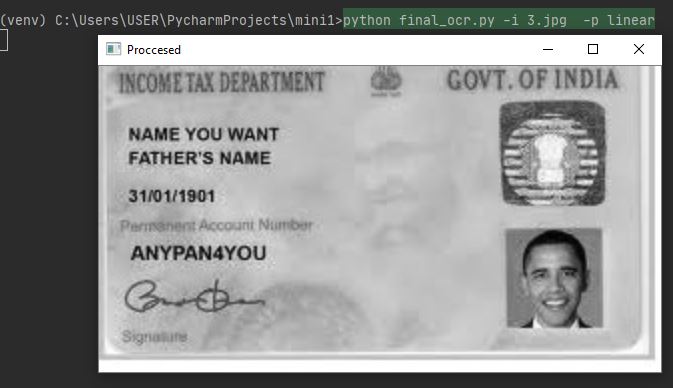 (venv) C:\Users\USER\PycharmProjects\mini1>python final_ocr.py -i 3.jpg  -p linear
Proccesed
INCOME TAX DEPARTMENT
GOVT. OF INDIA
NAME YOU WANT
FATHER'S NAME
31/01/1901
Permanent Account Number
ANYPAN4YOU
Signature